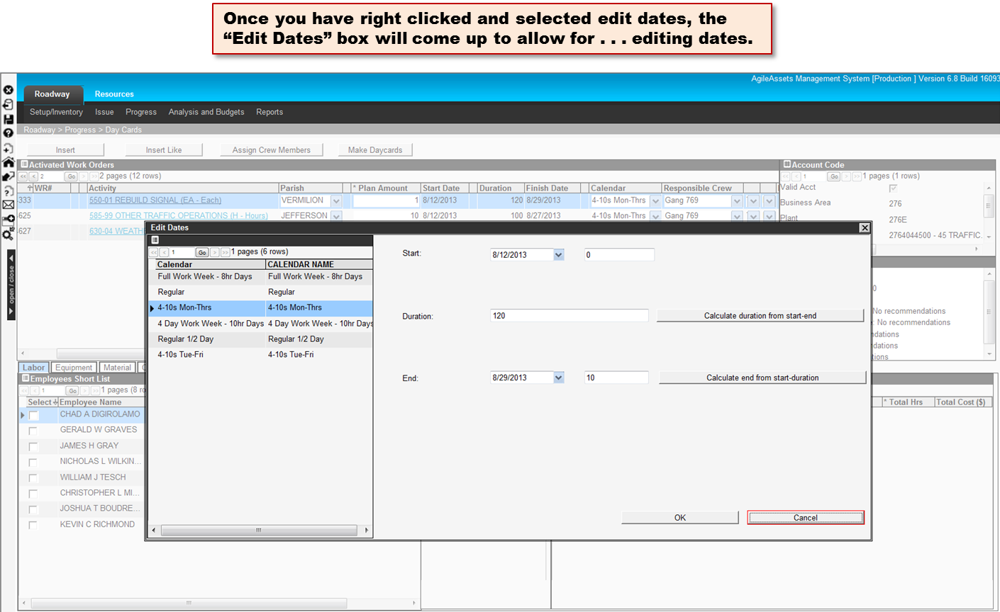 Once you have right clicked and selected edit dates, the
“Edit Dates” box will come up to allow for . . . editing dates.
AgileAssets Management System [Production ] Version 6.8 Build 16093
Roadway Resources
Setup/Inventory Issue Progress Analysis and Budgets Reports
Roadway > Progress > Day Cards
Insert Insert Like Assign Crew Members Make Daycards
Activated Work Orders
<< < 2 Go > >> 2 pages (12 rows)
WR# Activity Parish * Plan Amount Start Date Duration Finish Date Calendar Responsible Crew
333 550-01 REBUILD SIGNAL (EA - Each) VERMILION 1 8/12/2013 120 8/29/2013 4-10s Mon-Thrs Gang 769
625 585-99 OTHER TRAFFIC OPERATIONS (H - Hours) JEFFERSON 10 8/12/2013 100 8/27/2013 4-10s Mon-Thrs Gang 769
627 630-04 WEATH
Account Code
<< < 1 Go > >> 1 pages (1 rows)
Valid Acct
Business Area 276
Plant 276E
2764044500 - 45 TRAFFIC.
0
No recommendations
: No recommendations
ndations
dations
tions
open / close
Edit Dates
<< < 1 Go > >> 1 pages (6 rows)
Calendar CALENDAR NAME
Full Work Week - 8hr Days Full Work Week - 8hr Days
Regular Regular
4-10s Mon-Thrs 4-10s Mon-Thrs
4 Day Work Week - 10hr Days 4 Day Work Week - 10hr Days
Regular 1/2 Day Regular 1/2 Day
4-10s Tue-Fri 4-10s Tue-Fri
Start: 8/12/2013 0
Duration: 120 Calculate duration from start-end
End: 8/29/2013 10 Calculate end from start-duration
OK Cancel
Labor Equipment Material
Employees Short List
<< < 1 Go > >> 1 pages (8 ro
Select Employee Name
CHAD A DIGIROLAMO
GERALD W GRAVES
JAMES H GRAY
NICHOLAS L WILKIN...
WILLIAM J TESCH
CHRISTOPHER L MI...
JOSHUA T BOUDRE...
KEVIN C RICHMOND
* Total Hrs Total Cost ($)